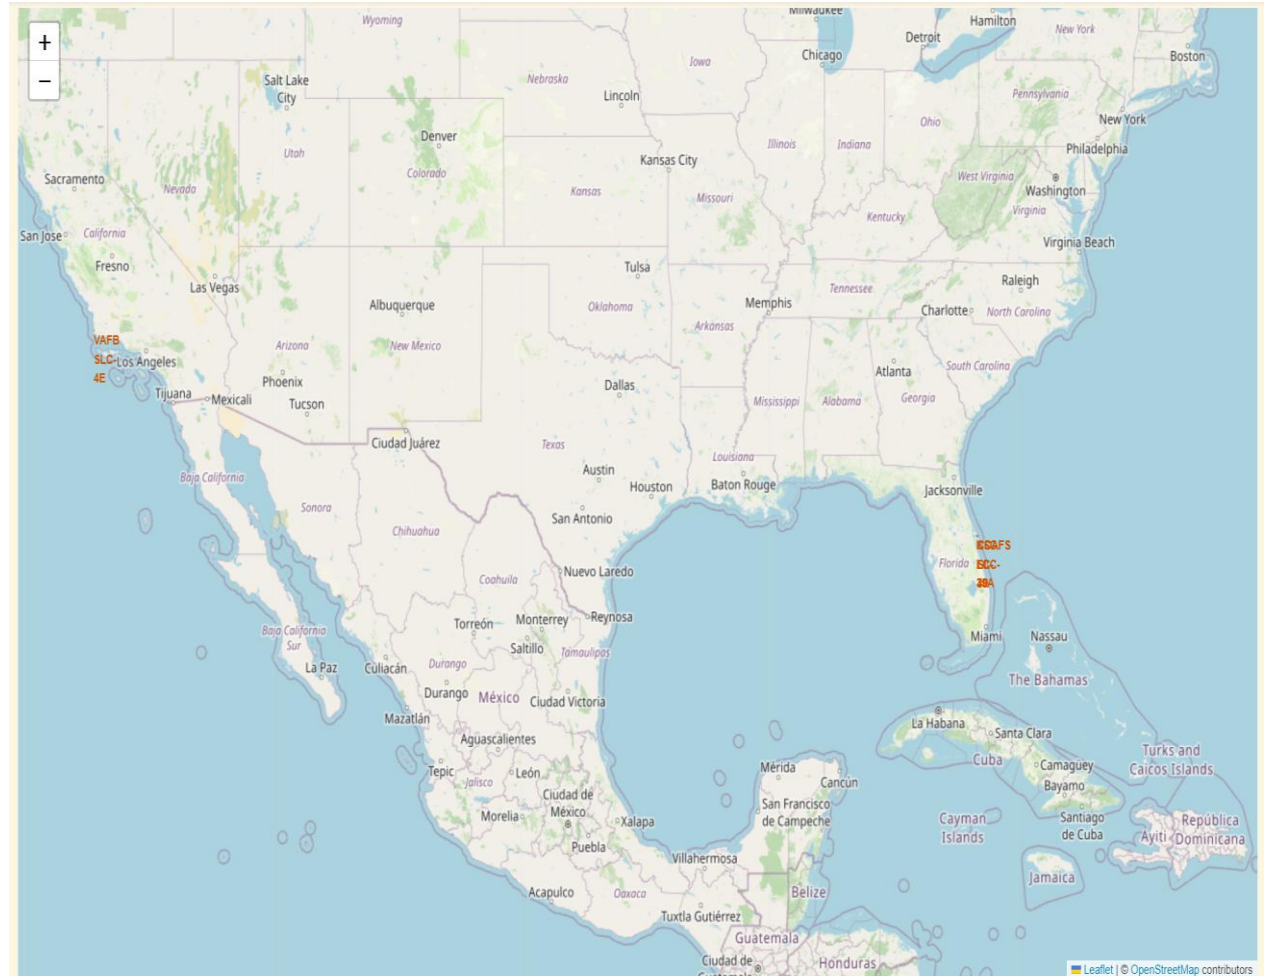 +
−
Wyoming
Milwaukee
Hamilton
Detroit
New York
Chicago
Boston
Iowa
Salt Lake
City
Nebraska
Lincoln
Pennsylvania
New York
Ohio
Denver
Utah
Illinois
Indiana
Philadelphia
Kansas City
Colorado
Sacramento
Nevada
Kansas
Missouri
West Virginia
Washington
Virginia
Kentucky
San Jose
California
Virginia Beach
Fresno
Tulsa
Las Vegas
Raleigh
Tennessee
Albuquerque
Oklahoma
Memphis
Charlotte
North Carolina
Arkansas
VAFB
SLC-
4E
Los Angeles
Arizona
New Mexico
South Carolina
Atlanta
Phoenix
Dallas
Tijuana
Mexicali
Tucson
Mississippi
Alabama
Georgia
Ciudad Juárez
Texas
Louisiana
Austin
Baja California
Houston
Baton Rouge
Jacksonville
Sonora
San Antonio
Chihuahua
Florida
Nuevo Laredo
Coahuila
Monterrey
Reynosa
Torreón
Baja California
Sur
Saltillo
Tamaulipas
Miami
Nassau
La Paz
Culiacán
Durango
The Bahamas
Durango
México
Ciudad Victoria
Mazatlán
La Habana
Santa Clara
Aguascalientes
Turks and
Caicos Islands
Cuba
Camaguey
Tepic
León
Mérida
Cancún
Jalisco
Bayamo
Ciudad de
México
San Francisco
de Campeche
Morelia
Xalapa
Cayman
Islands
Santiago
de Cuba
República
Dominicana
Ayiti
Puebla
Villahermosa
Jamaica
Acapulco
Oaxaca
Belize
Tuxtla Gutiérrez
Guatemala
Ciudad de
Honduras
Leaflet | © OpenStreetMap contributors